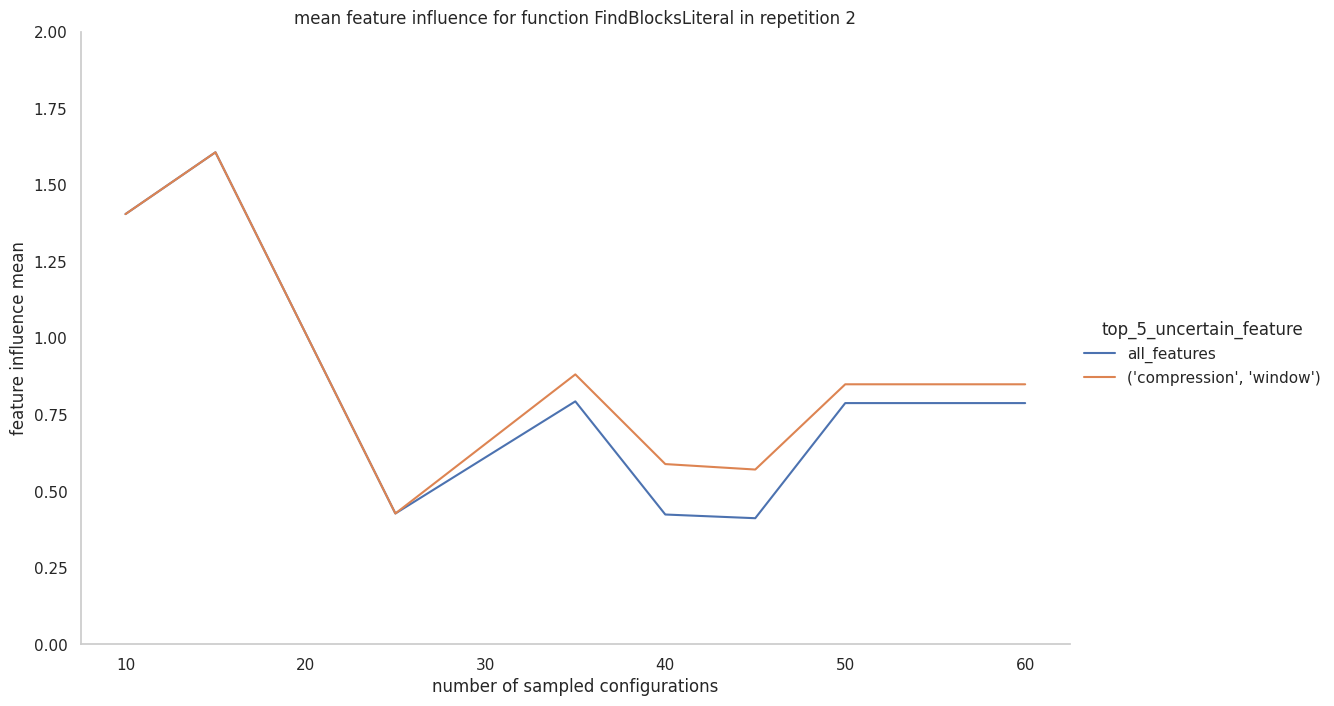 mean feature influence for function FindBlocksLiteral in repetition 2
2.00
1.75
1.50
1.25
1.00
0.75
0.50
0.25
0.00
feature influence mean
10 20 30 40 50 60
number of sampled configurations
top_5_uncertain_feature
all_features
('compression', 'window')